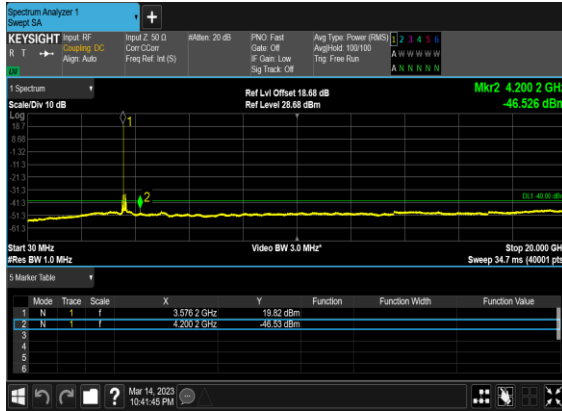 Spectrum Analyzer 1
Swept SA
KEYSIGHT Input: RF Input Z: 50 Ω #Atten: 20 dB PNO: Fast Avg Type: Power (RMS) 1 2 3 4 5 6
R T Coupling: DC Corr CCorr Gate: Off Avg|Hold: 100/100 A W W W W W
Align: Auto Freq Ref: Int (S) IF Gain: Low Trig: Free Run
Sig Track: Off A N N N N N
1 Spectrum Ref Lvl Offset 18.68 dB Mkr2 4.200 2 GHz
Scale/Div 10 dB Ref Level 28.68 dBm -46.526 dBm
Log
18.7
8.68
-1.32
-11.3
-21.3
-31.3
-41.3
-51.3
-61.3
1
2
DL1 -40.00 dBm
Start 30 MHz Video BW 3.0 MHz* Stop 20.000 GHz
#Res BW 1.0 MHz Sweep 34.7 ms (40001 pts)
5 Marker Table
Mode Trace Scale X Y Function Function Width Function Value
1 N 1 f 3.576 2 GHz 19.82 dBm
2 N 1 f 4.200 2 GHz -46.53 dBm
3
4
5
6
? Mar 14, 2023
10:41:45 PM